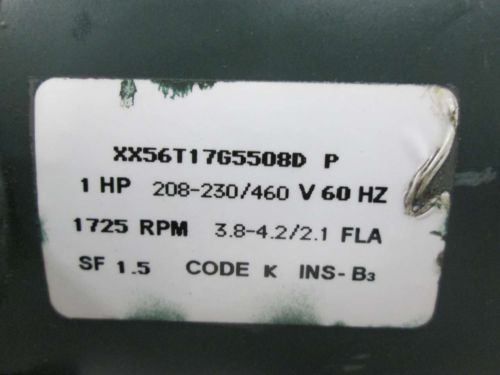 XX56T17G5508D P
1 HP 208-230/460 V 60 HZ
1725 RPM 3.8-4.2/2.1 FLA
SF 1.5 CODE K INS-B3